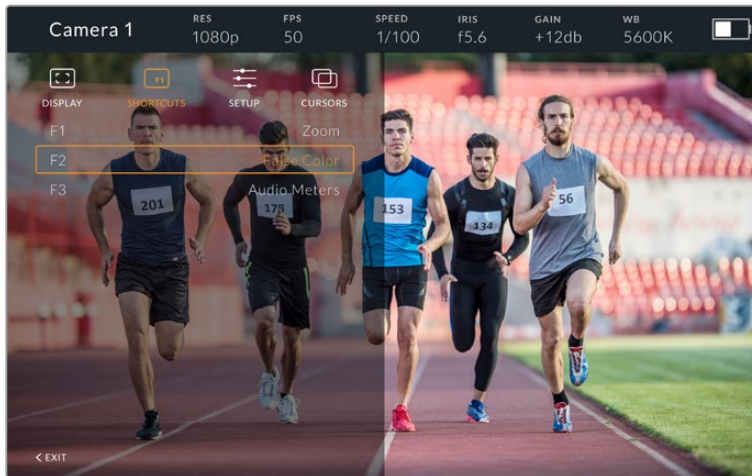 Camera 1
RES FPS SPEED IRIS GAIN WB
1080p 50 1/100 f5.6 +12db 5600K
F1
DISPLAY SHORTCUTS SETUP CURSORS
F1 Zoom
F2 False Color
F3 Audio Meters
201
178
153
134
56
< EXIT